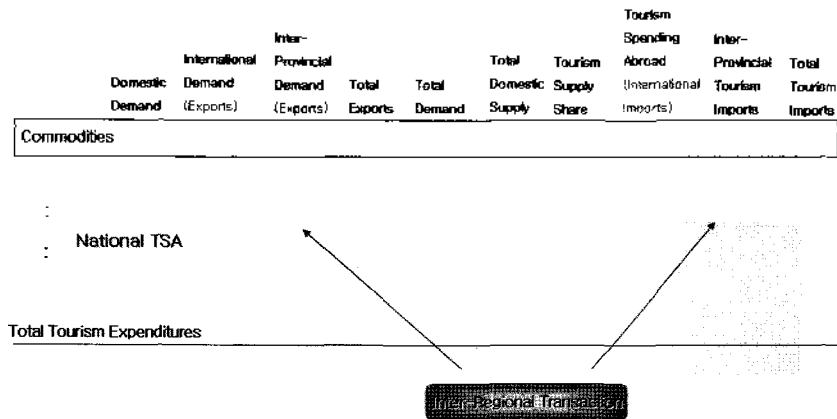 Domestic Demand
International Demand (Exports)
Inter-Provincial Demand (Exports)
Total Exports
Total Demand
Total Domestic Supply
Tourism Supply Share
Tourism Spending Abroad (International Imports)
Inter-Provincial Tourism Imports
Total Tourism Imports
Commodities
National TSA
Total Tourism Expenditures
Inter-Regional Transaction